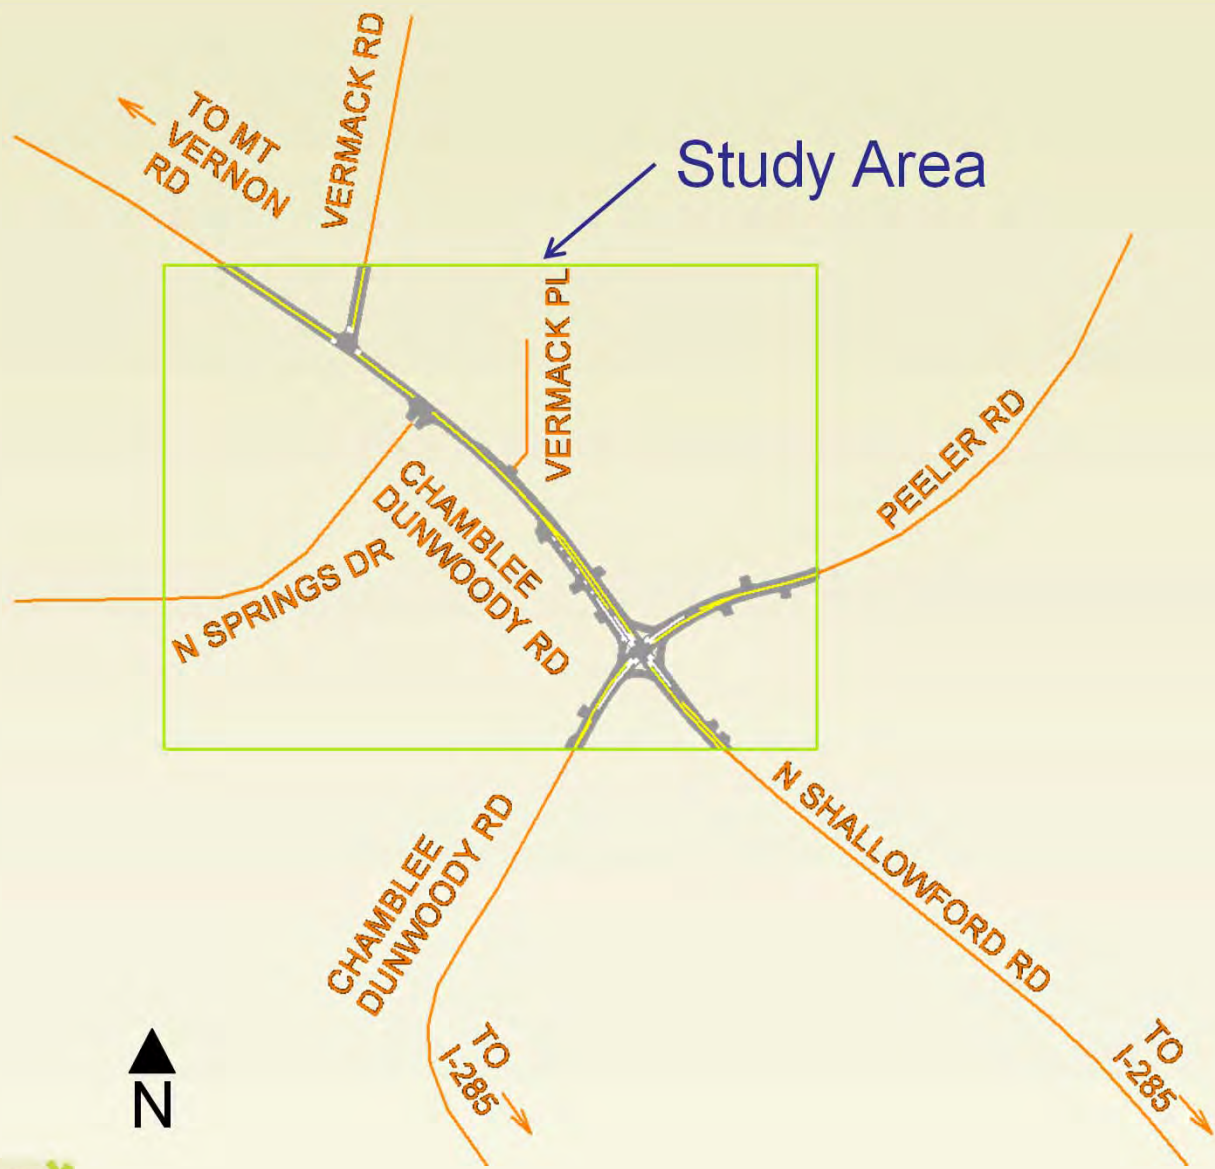 TO MT
VERNON
RD
VERMACK RD
Study Area
VERMACK PL
PEELER RD
CHAMBLEE
DUNWOODY RD
N SPRINGS DR
N SHALLOWFORD RD
CHAMBLEE
DUNWOODY RD
TO
I-285
TO
I-285
N